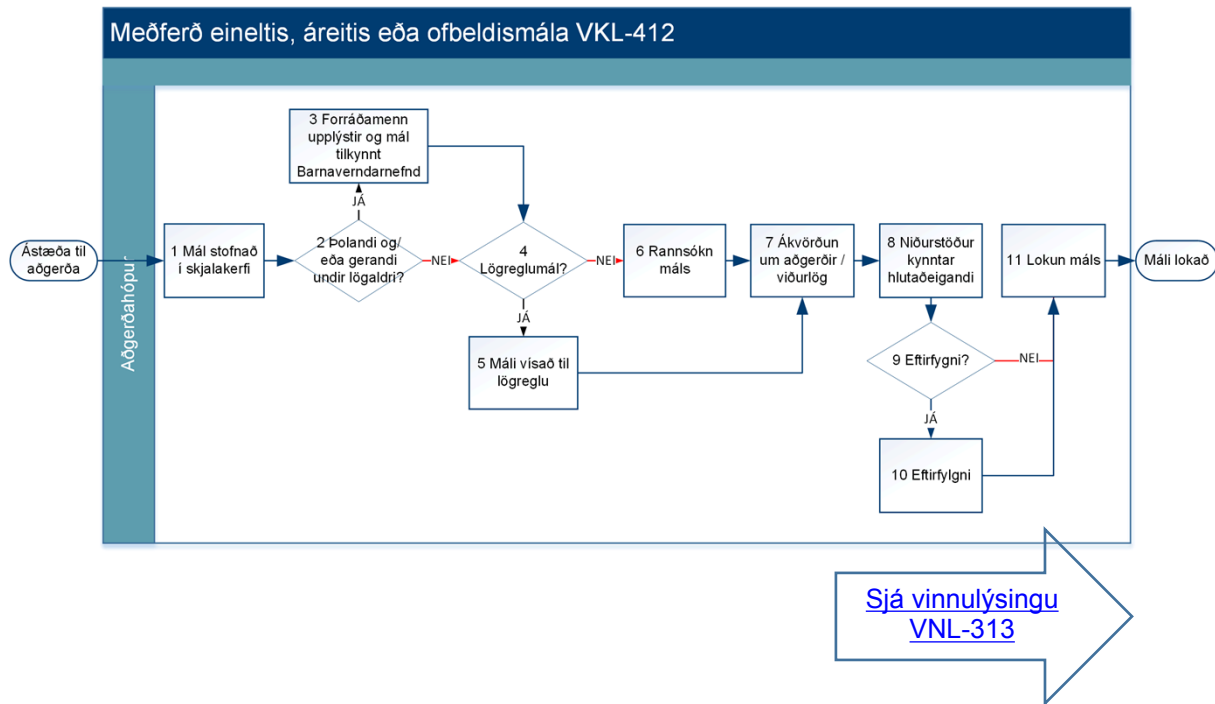 Meðferð eineltis, áreitis eða ofbeldismála VKL-412
Aðgerðahópur
Ástæða til
aðgerða
1 Mál stofnað
í skjalakerfi
2 Þolandi og/
eða gerandi
undir lögaldri?
JÁ
NEI
3 Forráðamenn
upplýstir og mál
tilkynnt
Barnaverndarnefnd
4
Lögreglumál?
NEI
JÁ
5 Máli vísað til
lögreglu
6 Rannsókn
máls
7 Ákvörðun
um aðgerðir /
viðurlög
8 Niðurstöður
kynntar
hlutaðeigandi
9 Eftirfygni?
NEI
JÁ
10 Eftirfylgni
11 Lokun máls
Máli lokað
Sjá vinnulýsingu
VNL-313